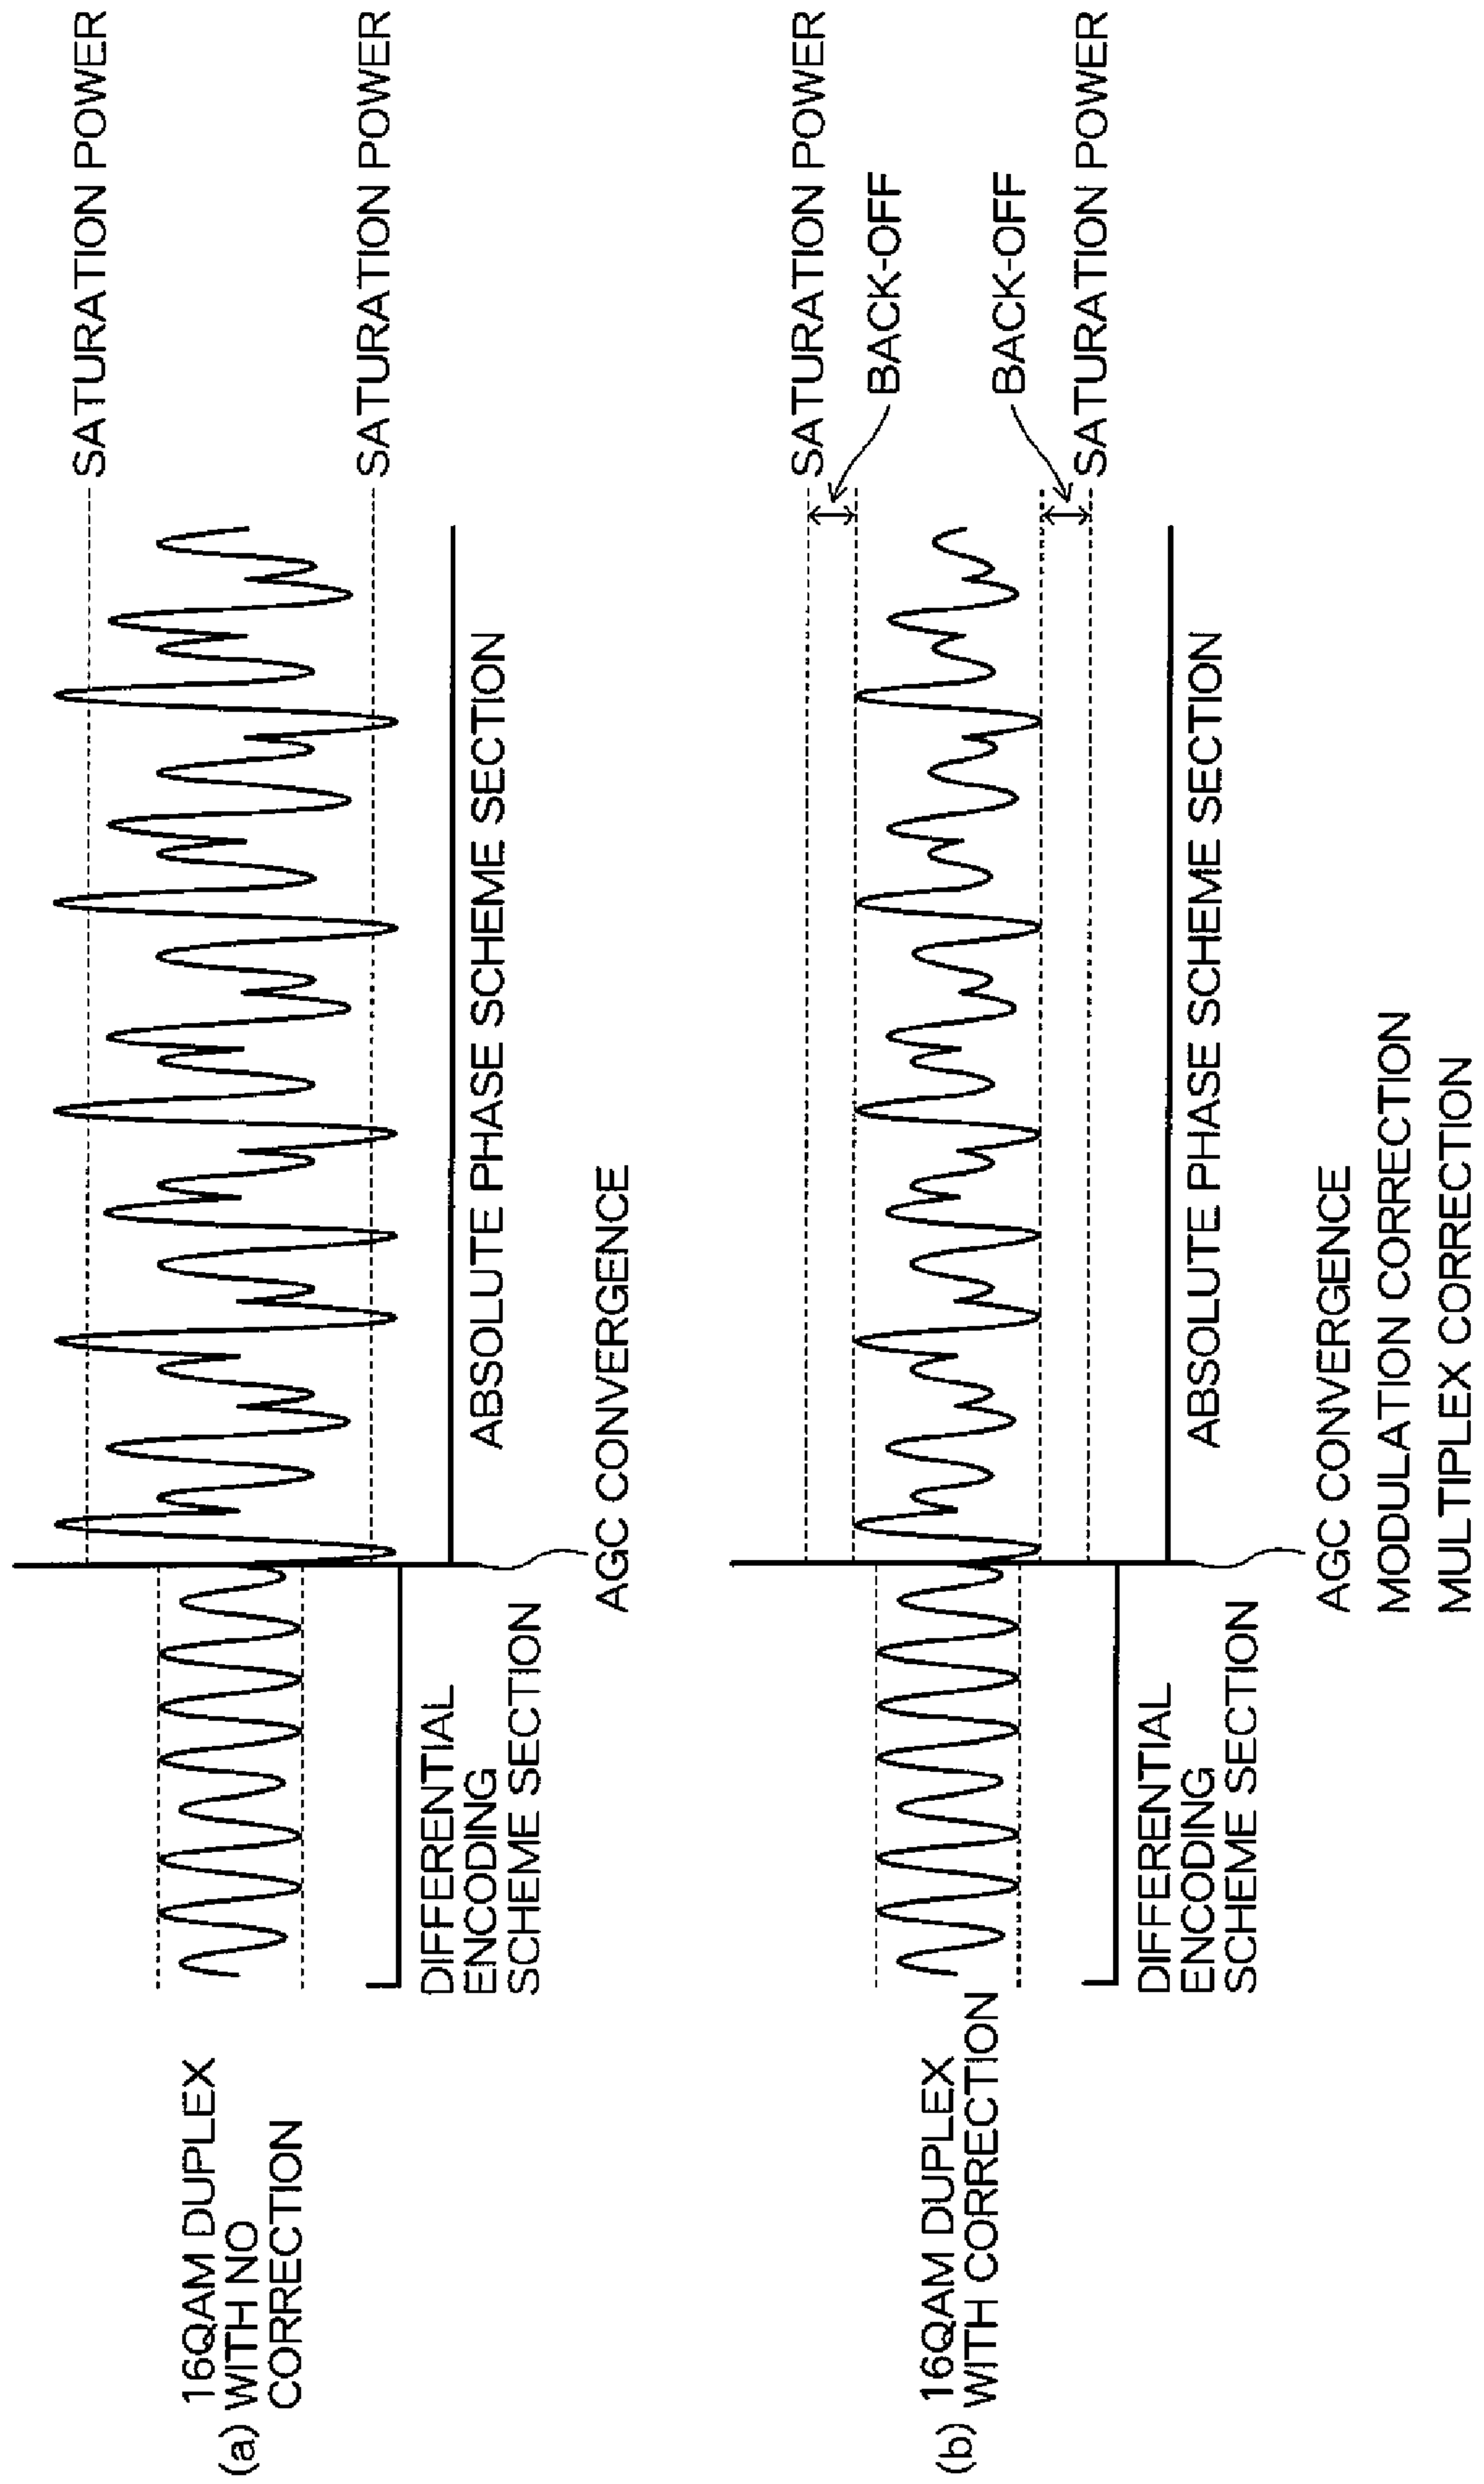 (a) 16QAM DUPLEX
WITH NO
CORRECTION
SATURATION POWER
SATURATION POWER
DIFFERENTIAL
ENCODING
SCHEME SECTION
ABSOLUTE PHASE SCHEME SECTION
AGC CONVERGENCE
(b) 16QAM DUPLEX
WITH CORRECTION
SATURATION POWER
BACK-OFF
BACK-OFF
SATURATION POWER
DIFFERENTIAL
ENCODING
SCHEME SECTION
ABSOLUTE PHASE SCHEME SECTION
AGC CONVERGENCE
MODULATION CORRECTION
MULTIPLEX CORRECTION